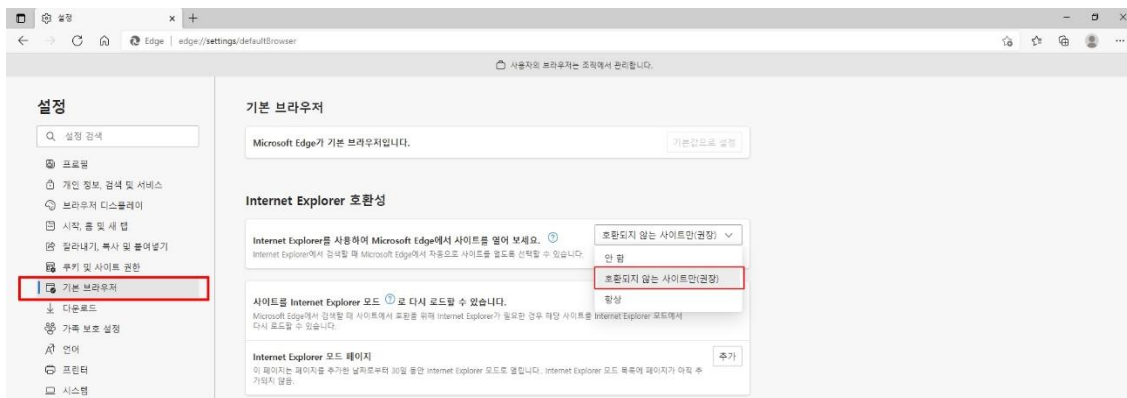 설정
Edge | edge://settings/defaultBrowser
사용자의 브라우저는 조직에서 관리합니다.
설정
설정 검색
프로필
개인 정보, 검색 및 서비스
브라우저 디스플레이
시작, 홈 및 새 탭
잘라내기, 복사 및 붙여넣기
쿠키 및 사이트 권한
기본 브라우저
다운로드
가족 보호 설정
언어
프린터
시스템
기본 브라우저
Microsoft Edge가 기본 브라우저입니다.
기본값으로 설정
Internet Explorer 호환성
Internet Explorer를 사용하여 Microsoft Edge에서 사이트를 열어 보세요.
Internet Explorer에서 검색할 때 Microsoft Edge에서 자동으로 사이트를 열도록 선택할 수 있습니다.
호환되지 않는 사이트만(권장)
안 함
호환되지 않는 사이트만(권장)
항상
사이트를 Internet Explorer 모드 로 다시 로드할 수 있습니다.
Microsoft Edge에서 검색할 때 사이트에서 호환을 위해 Internet Explorer가 필요한 경우 해당 사이트를 Internet Explorer 모드에서
다시 로드할 수 있습니다.
Internet Explorer 모드 페이지
이 페이지는 페이지를 추가한 날짜로부터 30일 동안 Internet Explorer 모드로 열립니다. Internet Explorer 모드 목록에 페이지가 아직 추
가되지 않음.
추가